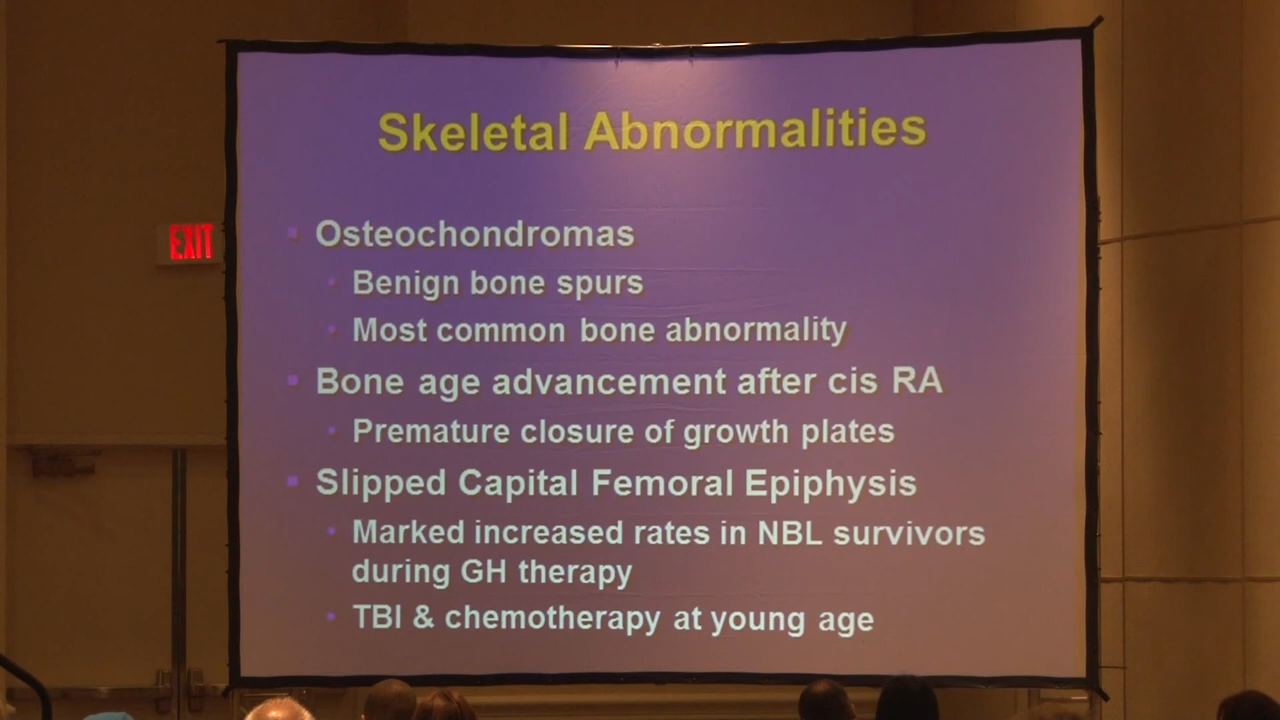 Skeletal Abnormalities
EXIT
Osteochondromas
Benign bone spurs
Most common bone abnormality
Bone age advancement after cis RA
Premature closure of growth plates
Slipped Capital Femoral Epiphysis
Marked increased rates in NBL survivors
during GH therapy
TBI & chemotherapy at young age